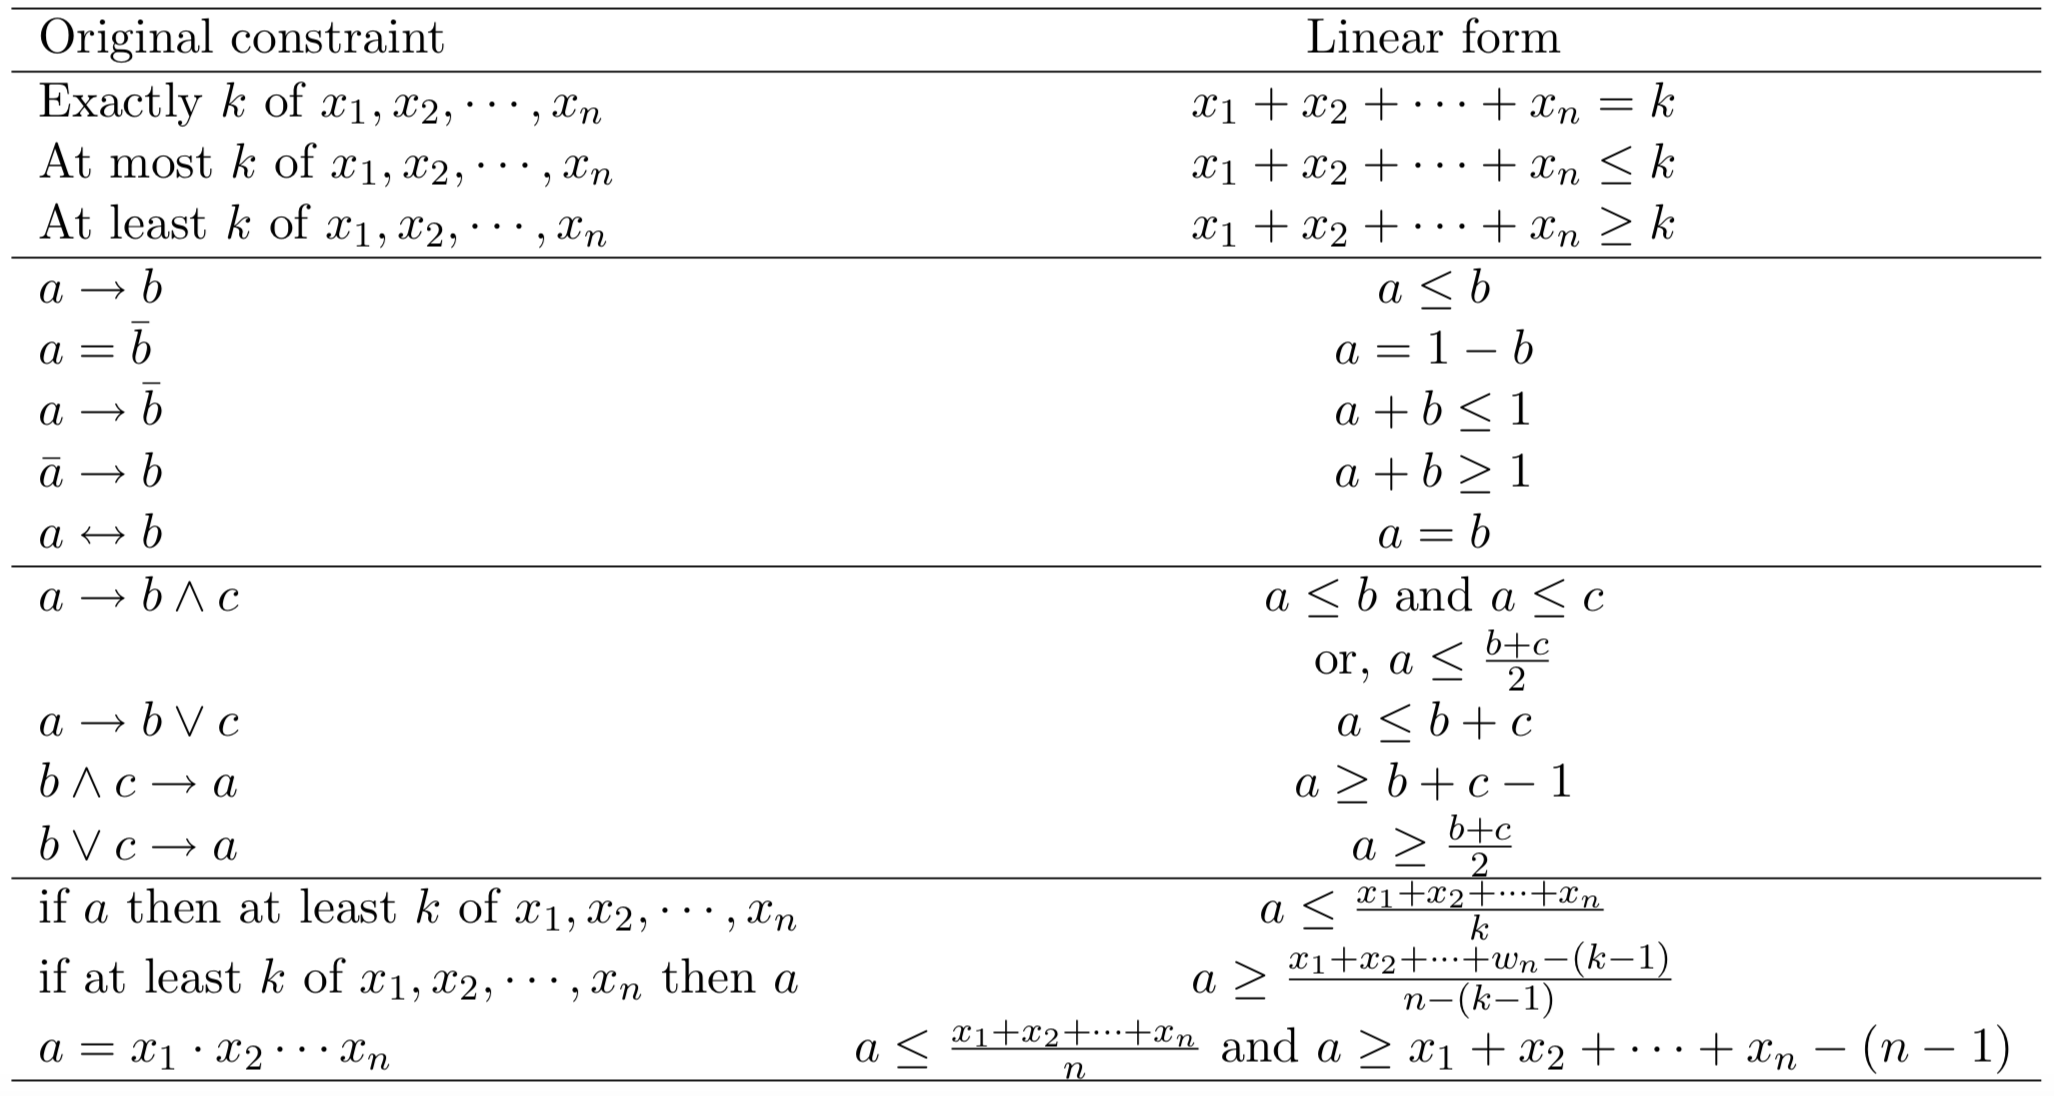 Original constraint Linear form
Exactly k of x₁, x₂, ⋯, xₙ x₁ + x₂ + ⋯ + xₙ = k
At most k of x₁, x₂, ⋯, xₙ x₁ + x₂ + ⋯ + xₙ ≤ k
At least k of x₁, x₂, ⋯, xₙ x₁ + x₂ + ⋯ + xₙ ≥ k
a → b a ≤ b
a = b̄ a = 1 − b
a → b̄ a + b ≤ 1
ā → b a + b ≥ 1
a ↔ b a = b
a → b ∧ c a ≤ b and a ≤ c
or, a ≤ (b+c)/2
a → b ∨ c a ≤ b + c
b ∧ c → a a ≥ b + c − 1
b ∨ c → a a ≥ (b+c)/2
if a then at least k of x₁, x₂, ⋯, xₙ a ≤ (x₁+x₂+⋯+xₙ)/k
if at least k of x₁, x₂, ⋯, xₙ then a a ≥ (x₁+x₂+⋯+wₙ−(k−1))/(n−(k−1))
a = x₁ · x₂ ⋯ xₙ a ≤ (x₁+x₂+⋯+xₙ)/n and a ≥ x₁ + x₂ + ⋯ + xₙ − (n − 1)